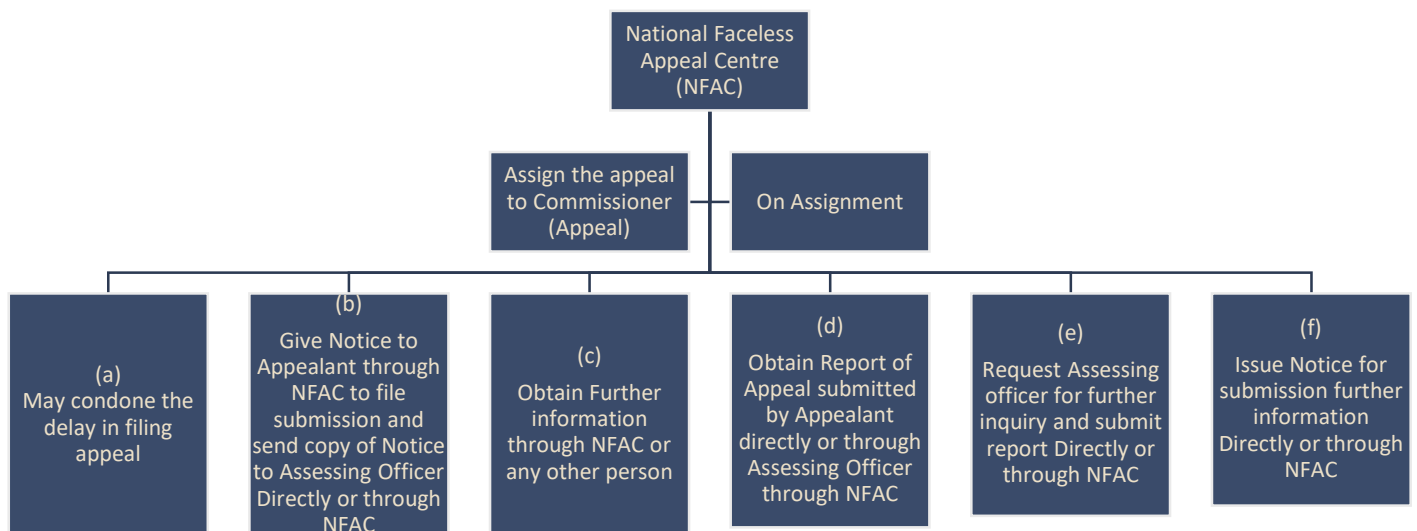 National Faceless
Appeal Centre
(NFAC)
Assign the appeal
to Commissioner
(Appeal)
On Assignment
(a)
May condone the
delay in filing
appeal
(b)
Give Notice to
Appealant through
NFAC to file
submission and
send copy of Notice
to Assessing Officer
Directly or through
NFAC
(c)
Obtain Further
information
through NFAC or
any other person
(d)
Obtain Report of
Appeal submitted
by Appealant
directly or through
Assessing Officer
through NFAC
(e)
Request Assessing
officer for further
inquiry and submit
report Directly or
through NFAC
(f)
Issue Notice for
submission further
information
Directly or through
NFAC